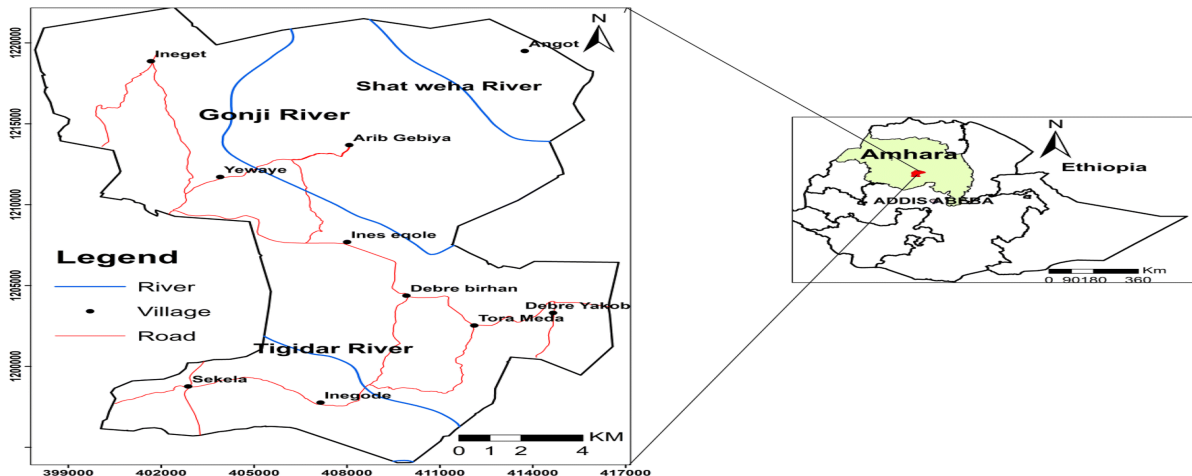 N
Angot
Ineget
Shat weha River
Gonji River
Arib Gebiya
Yewaye
Ines eqole
Legend
River
Village
Road
Debre birhan
Debre Yakob
Tora Meda
Tigidar River
Sekela
Inegode
KM
0 1 2 4
1220000
1215000
1210000
1205000
1200000
399000 402000 405000 408000 411000 414000 417000
N
Amhara
Ethiopia
ADDIS ABEBA
Km
0 90180 360